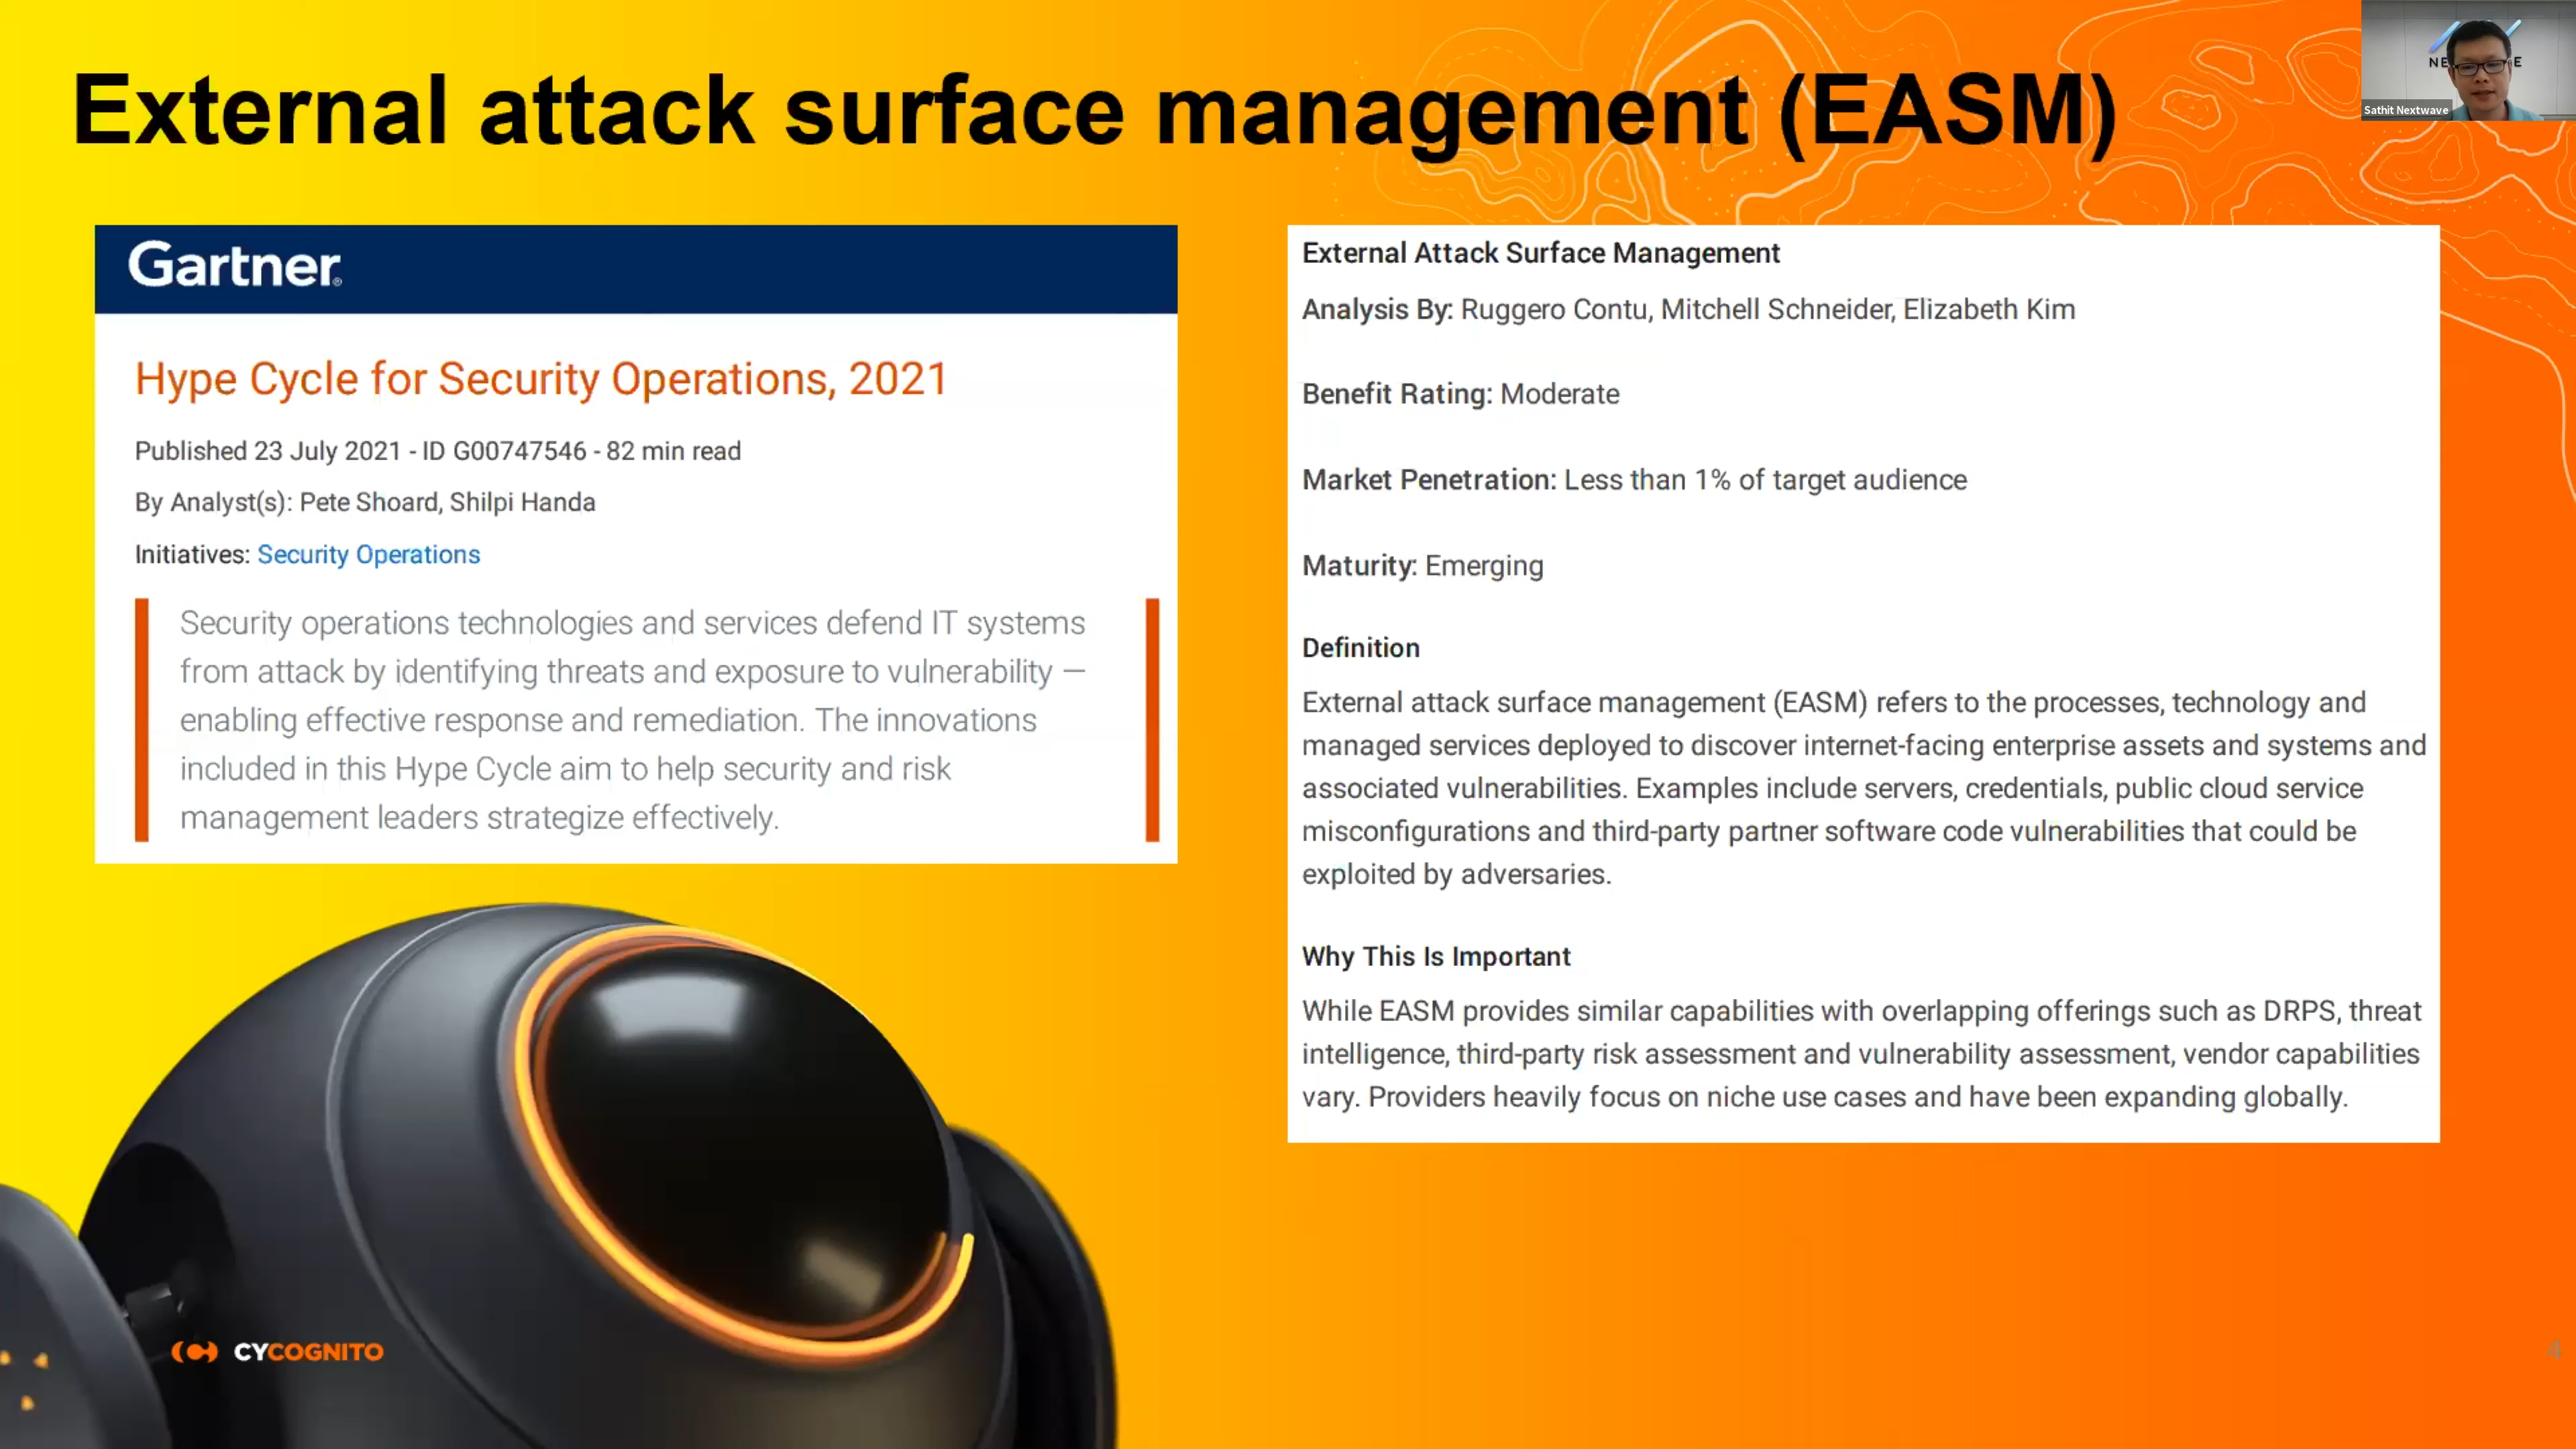 External attack surface management (EASM)
NE E
Sathit Nextwave
Gartner®
Hype Cycle for Security Operations, 2021
Published 23 July 2021 - ID G00747546 - 82 min read
By Analyst(s): Pete Shoard, Shilpi Handa
Initiatives: Security Operations
Security operations technologies and services defend IT systems
from attack by identifying threats and exposure to vulnerability —
enabling effective response and remediation. The innovations
included in this Hype Cycle aim to help security and risk
management leaders strategize effectively.
External Attack Surface Management
Analysis By: Ruggero Contu, Mitchell Schneider, Elizabeth Kim
Benefit Rating: Moderate
Market Penetration: Less than 1% of target audience
Maturity: Emerging
Definition
External attack surface management (EASM) refers to the processes, technology and
managed services deployed to discover internet-facing enterprise assets and systems and
associated vulnerabilities. Examples include servers, credentials, public cloud service
misconfigurations and third-party partner software code vulnerabilities that could be
exploited by adversaries.
Why This Is Important
While EASM provides similar capabilities with overlapping offerings such as DRPS, threat
intelligence, third-party risk assessment and vulnerability assessment, vendor capabilities
vary. Providers heavily focus on niche use cases and have been expanding globally.
CYCOGNITO
4